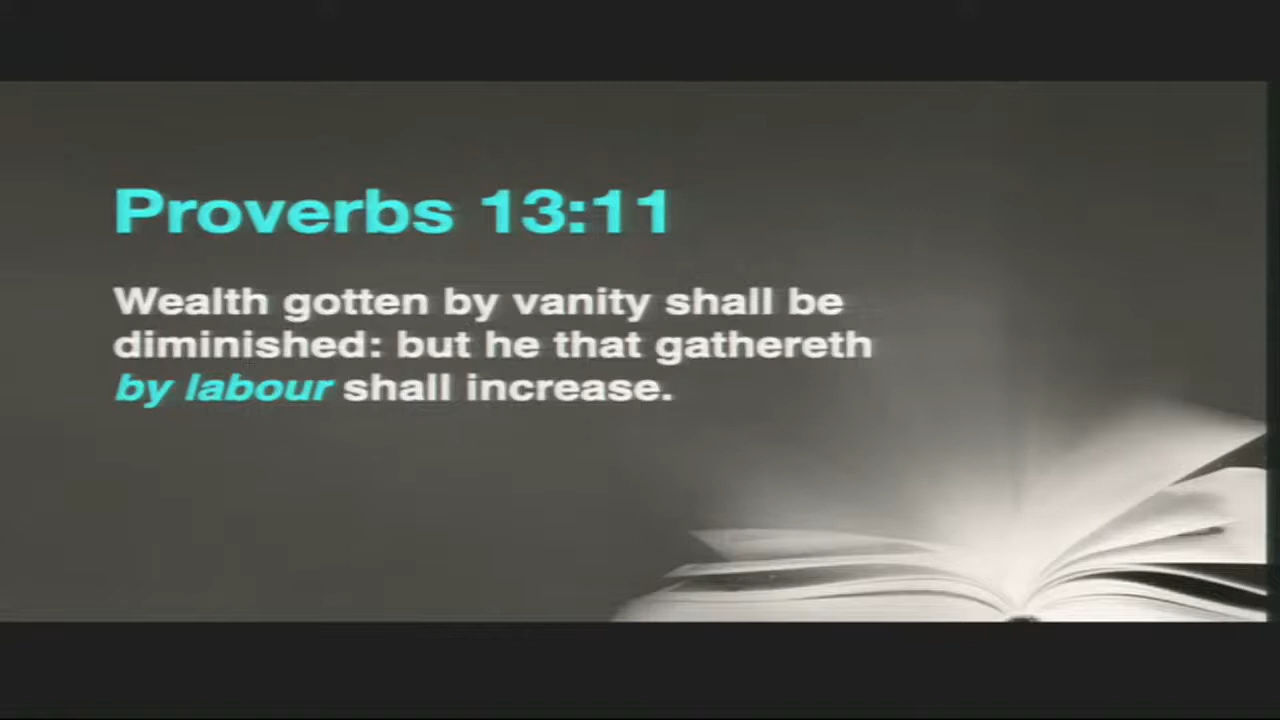 Proverbs 13:11
Wealth gotten by vanity shall be
diminished: but he that gathereth
by labour shall increase.